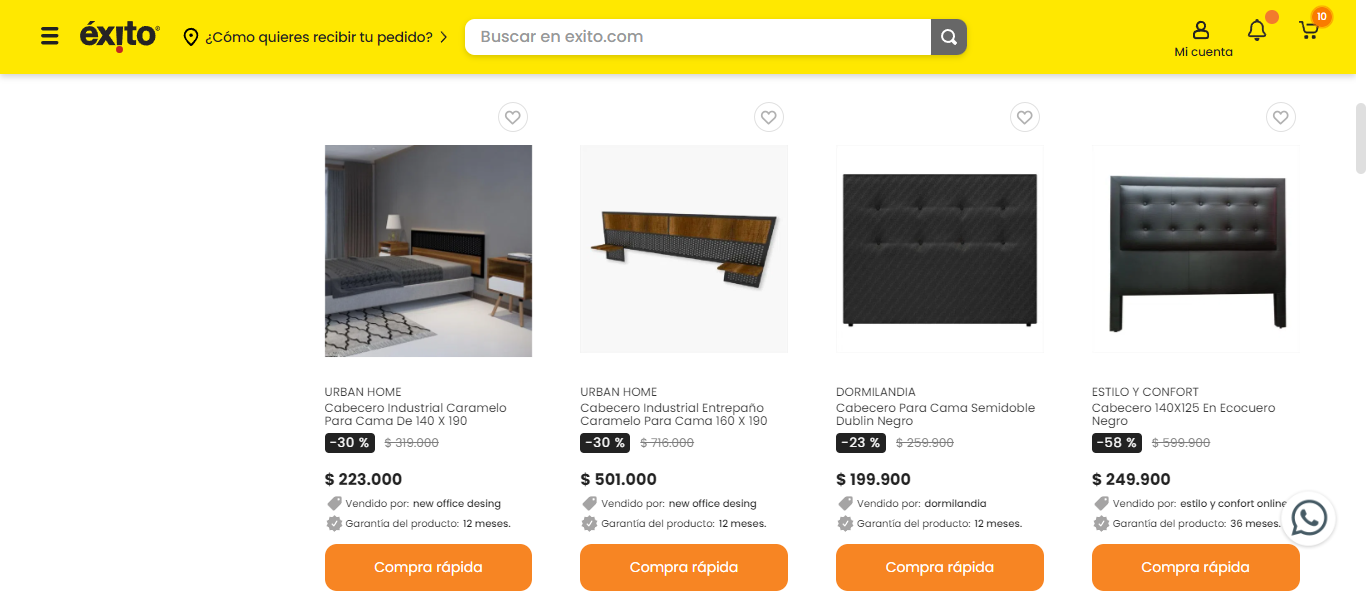 éxito
¿Cómo quieres recibir tu pedido?
Buscar en exito.com
Mi cuenta
10
URBAN HOME
Cabecero Industrial Caramelo
Para Cama De 140 X 190
-30 % $ 319.000
$ 223.000
Vendido por: new office desing
Garantía del producto: 12 meses.
Compra rápida
URBAN HOME
Cabecero Industrial Entrepaño
Caramelo Para Cama 160 X 190
-30 % $ 716.000
$ 501.000
Vendido por: new office desing
Garantía del producto: 12 meses.
Compra rápida
DORMILANDIA
Cabecero Para Cama Semidoble
Dublin Negro
-23 % $ 259.900
$ 199.900
Vendido por: dormilandia
Garantía del producto: 12 meses.
Compra rápida
ESTILO Y CONFORT
Cabecero 140X125 En Ecocuero
Negro
-58 % $ 599.900
$ 249.900
Vendido por: estilo y confort online
Garantía del producto: 36 meses.
Compra rápida